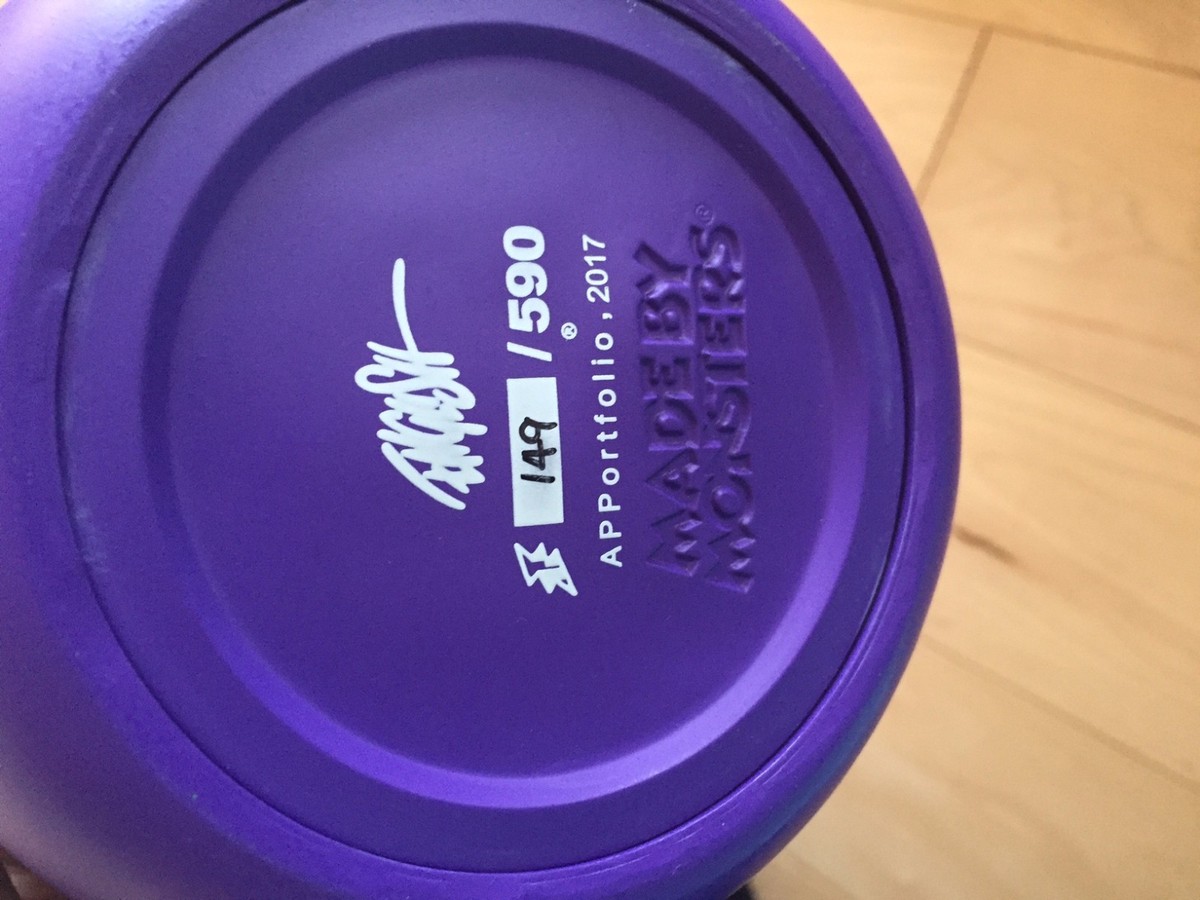 149 / 590
APPortfolio®, 2017
MADE BY
MONSTERS®